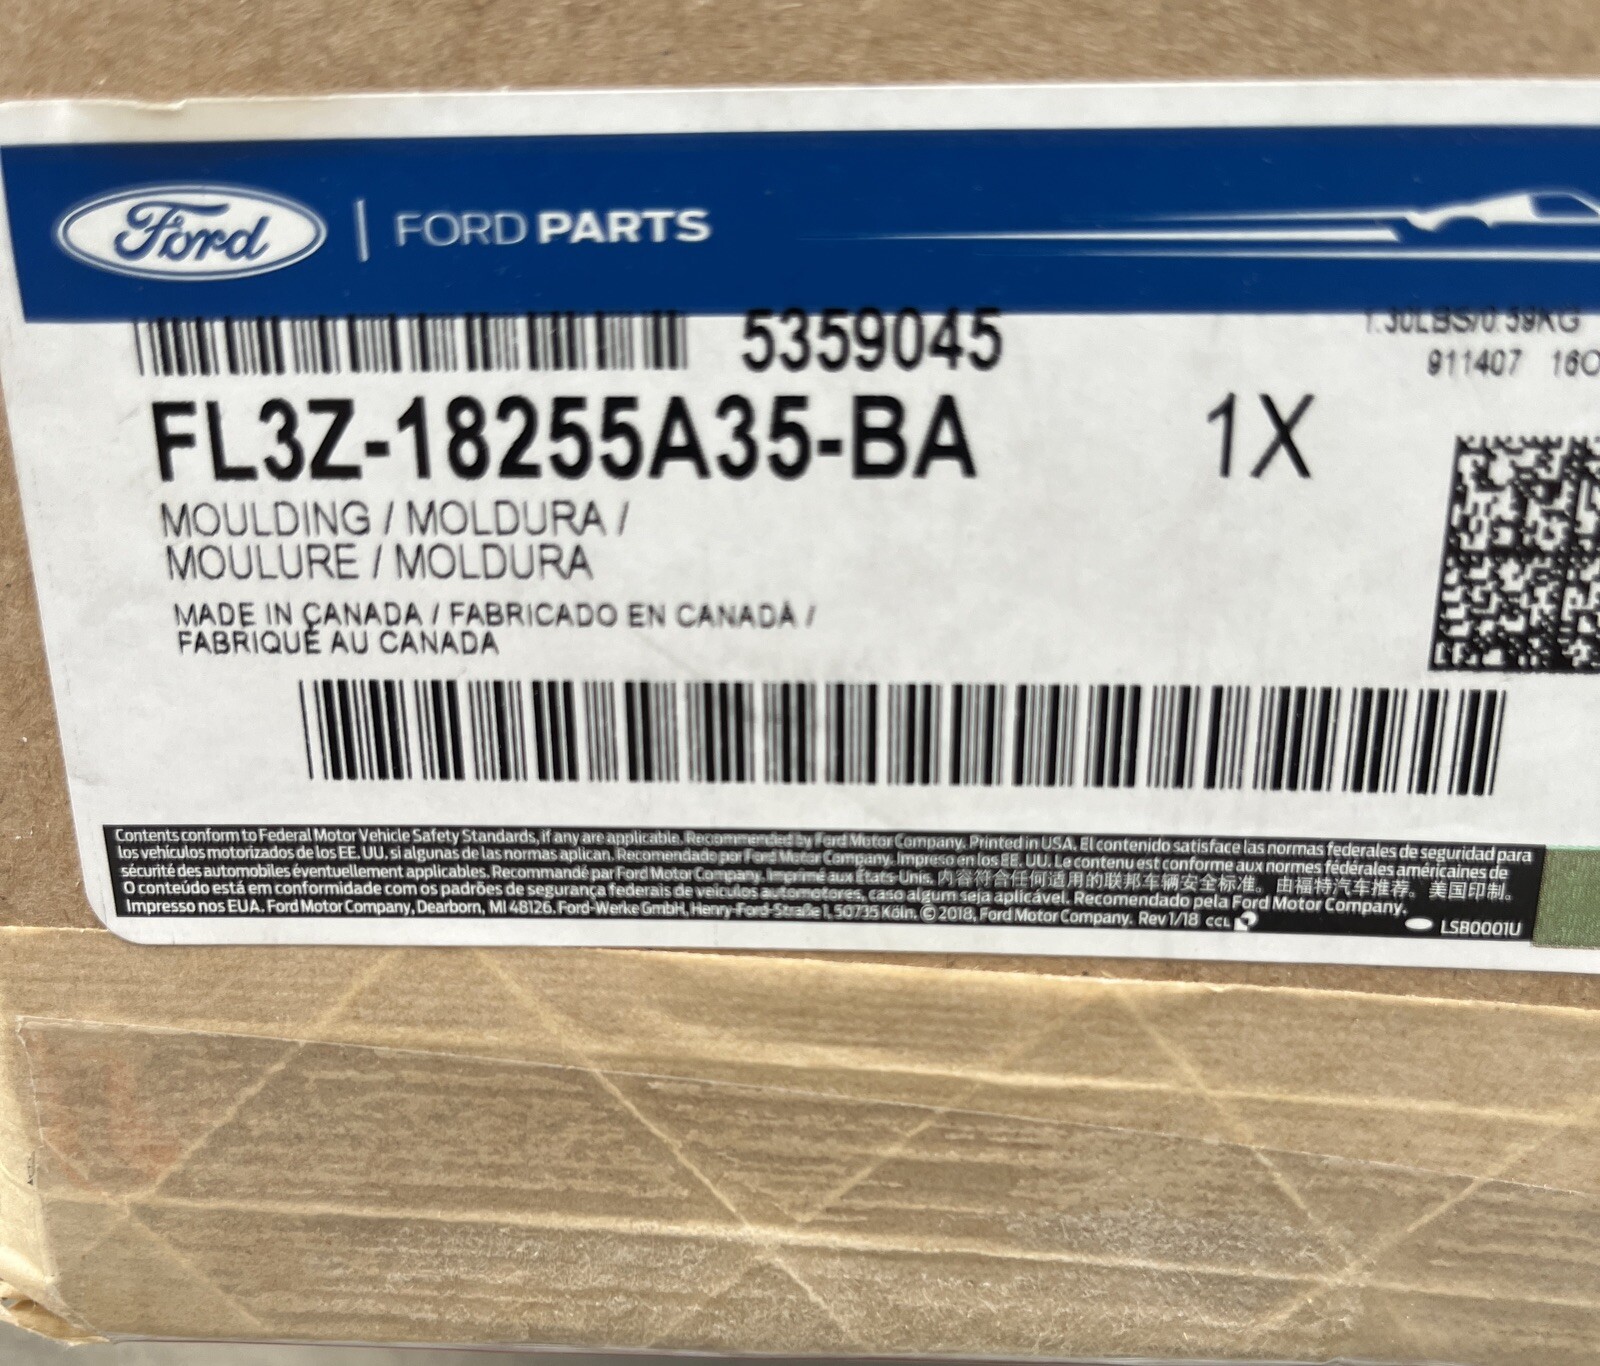 Ford | FORD PARTS
5359045
1.30LBS/0.59KG
911407 16
FL3Z-18255A35-BA 1X
MOULDING / MOLDURA /
MOULURE / MOLDURA
MADE IN CANADA / FABRICADO EN CANADÁ /
FABRIQUÉ AU CANADA
Contents conform to Federal Motor Vehicle Safety Standards, if any are applicable. Recommended by Ford Motor Company. Printed in USA. El contenido satisface las normas federales de seguridad para
los vehículos motorizados de los EE. UU. si algunas de las normas aplican. Recomendado por Ford Motor Company. Impreso en los EE. UU. Le contenu est conforme aux normes fédérales américaines de
sécurité des automobiles éventuellement applicables. Recommandé par Ford Motor Company. Imprimé aux États-Unis. 内容符合任何适用的联邦车辆安全标准。由福特汽车推荐。美国印制。
O conteúdo está em conformidade com os padrões de segurança federais de veículos automotores, caso algum seja aplicável. Recomendado pela Ford Motor Company.
Impresso nos EUA. Ford Motor Company, Dearborn, MI 48126. Ford-Werke GmbH, Henry-Ford-Straße 1, 50735 Köln. © 2018, Ford Motor Company. Rev 1/18 CCL LSB0001U